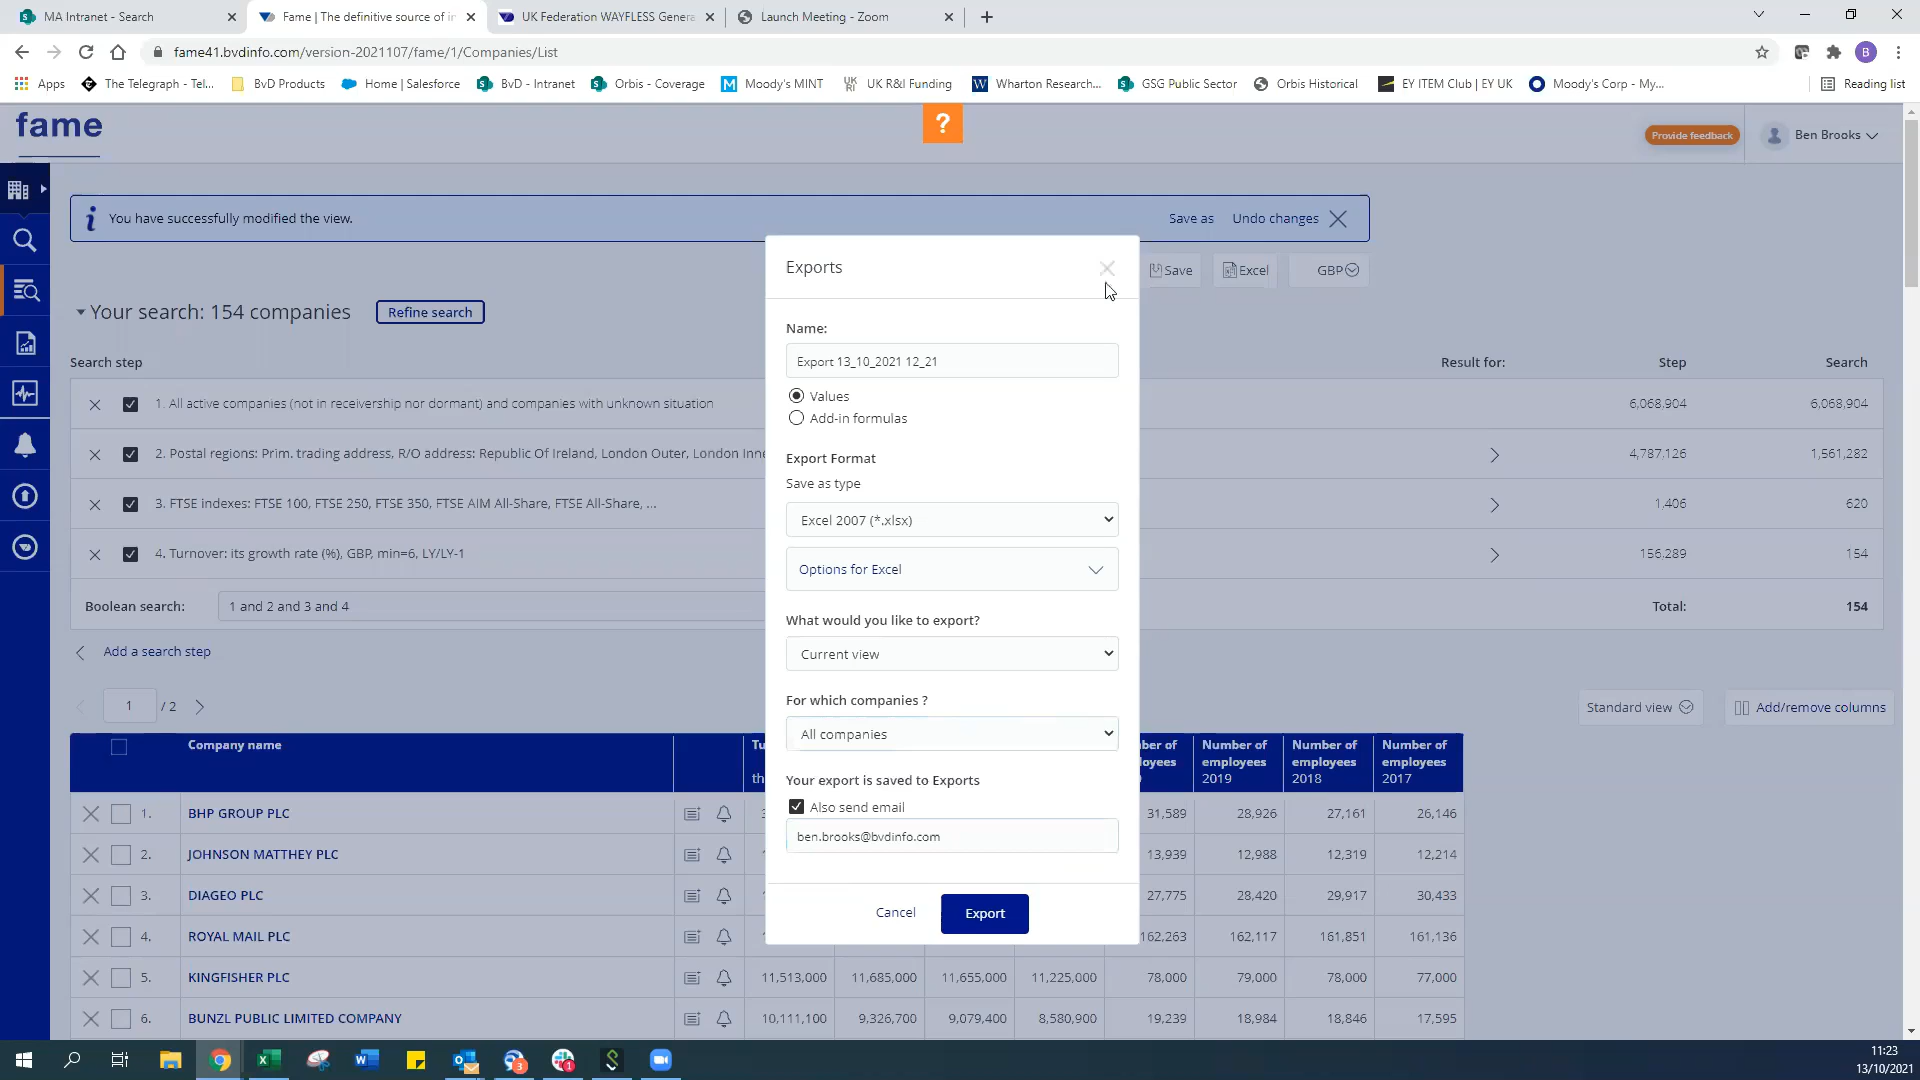 MA Intranet - Search
Fame | The definitive source of in
UK Federation WAYFLESS Genera
Launch Meeting - Zoom
fame41.bvdinfo.com/version-2021107/fame/1/Companies/List
B
Apps
The Telegraph - Tel...
BvD Products
Home | Salesforce
BvD - Intranet
Orbis - Coverage
Moody's MINT
UK R&I Funding
Wharton Research...
GSG Public Sector
Orbis Historical
EY ITEM Club | EY UK
Moody's Corp - My...
Reading list
fame
?
Provide feedback
Ben Brooks
You have successfully modified the view.
Save as
Undo changes
Save
Excel
GBP
Your search: 154 companies
Refine search
Search step
Result for:
Step
Search
1. All active companies (not in receivership nor dormant) and companies with unknown situation
6,068,904
6,068,904
2. Postal regions: Prim. trading address, R/O address: Republic Of Ireland, London Outer, London Inne
4,787,126
1,561,282
3. FTSE indexes: FTSE 100, FTSE 250, FTSE 350, FTSE AIM All-Share, FTSE All-Share, ...
1,406
620
4. Turnover: its growth rate (%), GBP, min=6, LY/LY-1
156,289
154
Boolean search:
1 and 2 and 3 and 4
Total:
154
Add a search step
1
/ 2
Standard view
Add/remove columns
Exports
Name:
Export 13_10_2021 12_21
Values
Add-in formulas
Export Format
Save as type
Excel 2007 (*.xlsx)
Options for Excel
What would you like to export?
Current view
For which companies ?
All companies
Your export is saved to Exports
Also send email
ben.brooks@bvdinfo.com
Cancel
Export
Company name
Number of employees 2019
Number of employees 2018
Number of employees 2017
1. BHP GROUP PLC 31,589 28,926 27,161 26,146
2. JOHNSON MATTHEY PLC 13,939 12,988 12,319 12,214
3. DIAGEO PLC 27,775 28,420 29,917 30,433
4. ROYAL MAIL PLC 162,263 162,117 161,851 161,136
5. KINGFISHER PLC 11,513,000 11,685,000 11,655,000 11,225,000 78,000 79,000 78,000 77,000
6. BUNZL PUBLIC LIMITED COMPANY 10,111,100 9,326,700 9,079,400 8,580,900 19,239 18,984 18,846 17,595
11:23
13/10/2021